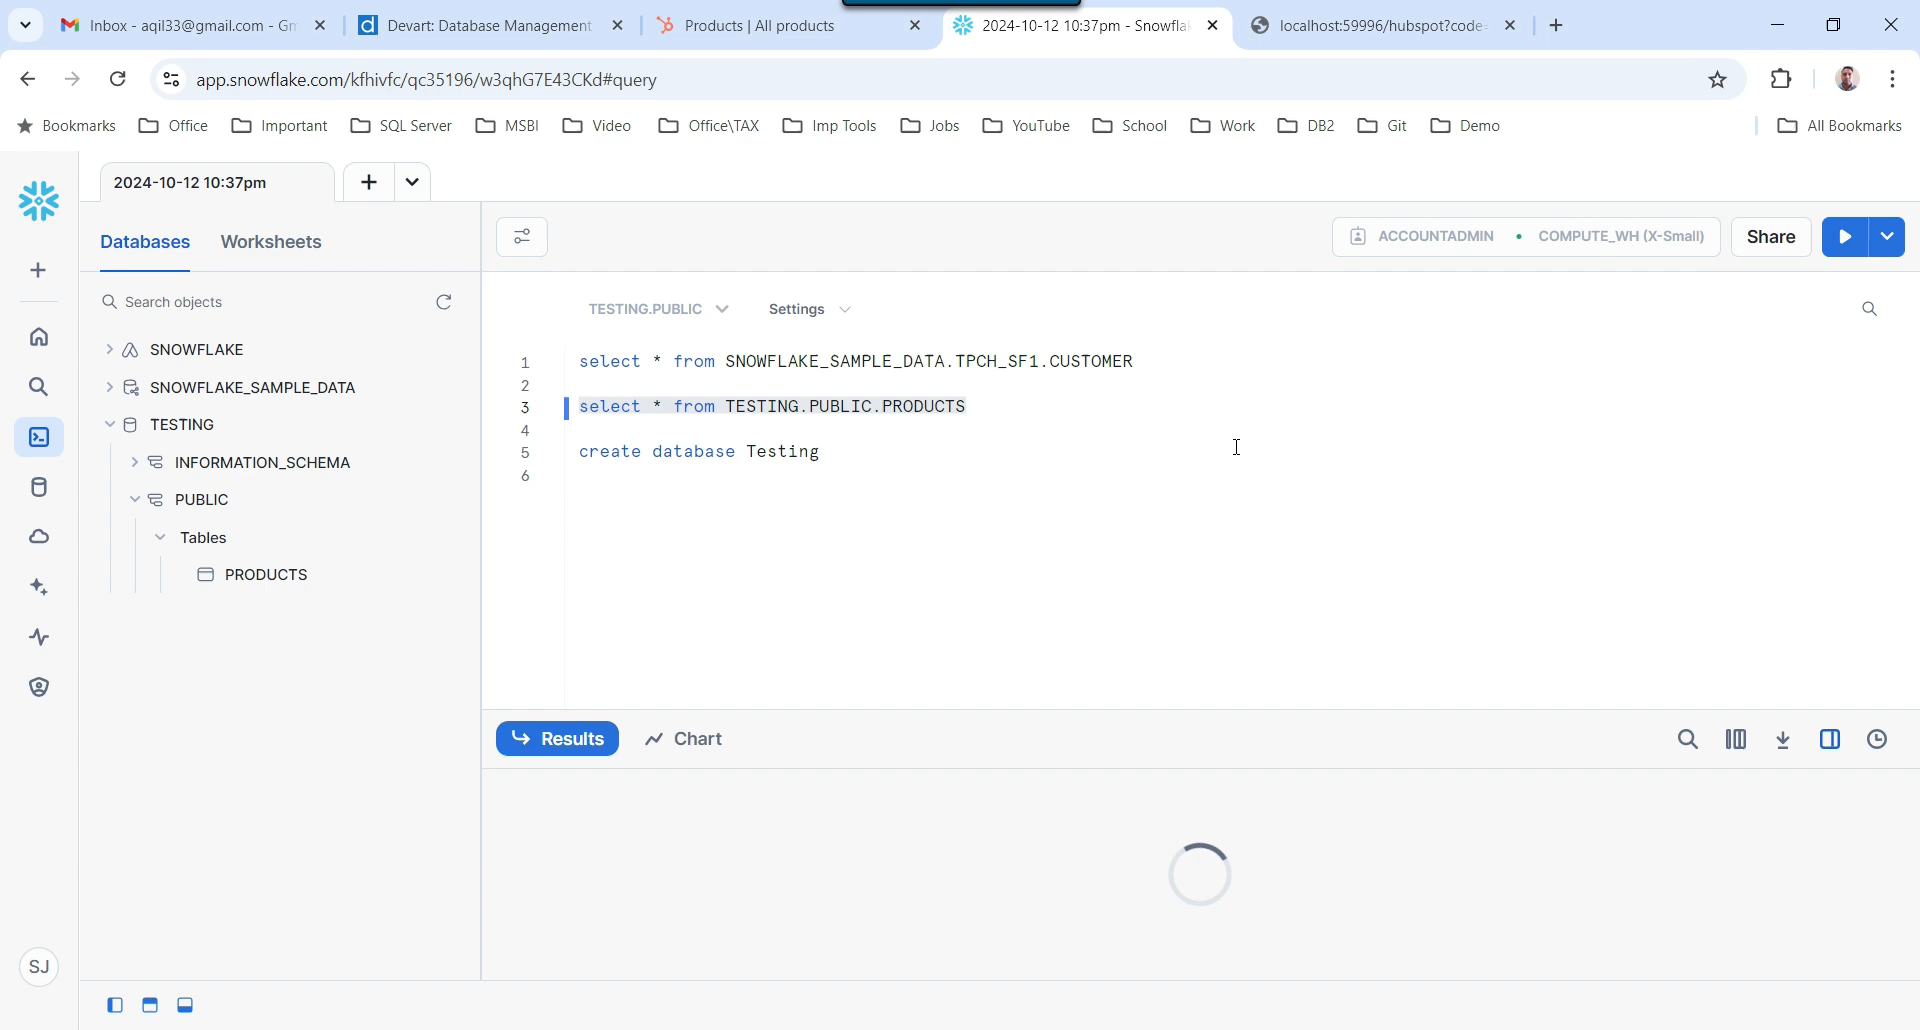 Inbox - aqil33@gmail.com - Gm
Devart: Database Management
Products | All products
2024-10-12 10:37pm - Snowflak
localhost:59996/hubspot?code=
app.snowflake.com/kfhivfc/qc35196/w3qhG7E43CKd#query
Bookmarks
Office
Important
SQL Server
MSBI
Video
Office\TAX
Imp Tools
Jobs
YouTube
School
Work
DB2
Git
Demo
All Bookmarks
2024-10-12 10:37pm
Databases
Worksheets
ACCOUNTADMIN
COMPUTE_WH (X-Small)
Share
Search objects
SNOWFLAKE
SNOWFLAKE_SAMPLE_DATA
TESTING
INFORMATION_SCHEMA
PUBLIC
Tables
PRODUCTS
TESTING.PUBLIC
Settings
1 select * from SNOWFLAKE_SAMPLE_DATA.TPCH_SF1.CUSTOMER
2
3 select * from TESTING.PUBLIC.PRODUCTS
4
5 create database Testing
6
Results
Chart
SJ